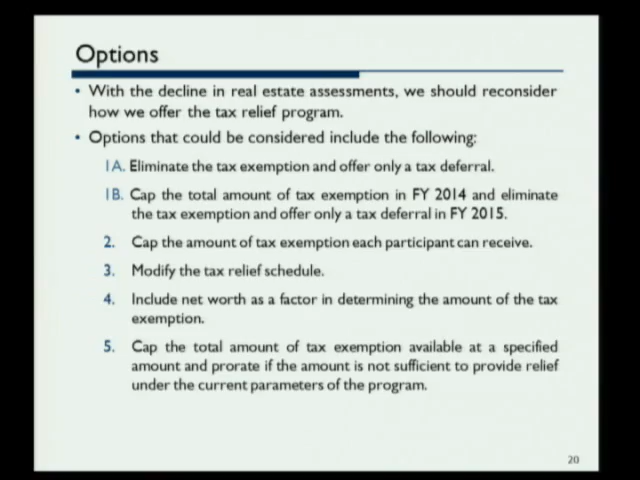 Options
• With the decline in real estate assessments, we should reconsider
how we offer the tax relief program.
• Options that could be considered include the following:
1A. Eliminate the tax exemption and offer only a tax deferral.
1B. Cap the total amount of tax exemption in FY 2014 and eliminate
the tax exemption and offer only a tax deferral in FY 2015.
2. Cap the amount of tax exemption each participant can receive.
3. Modify the tax relief schedule.
4. Include net worth as a factor in determining the amount of the tax
exemption.
5. Cap the total amount of tax exemption available at a specified
amount and prorate if the amount is not sufficient to provide relief
under the current parameters of the program.
20